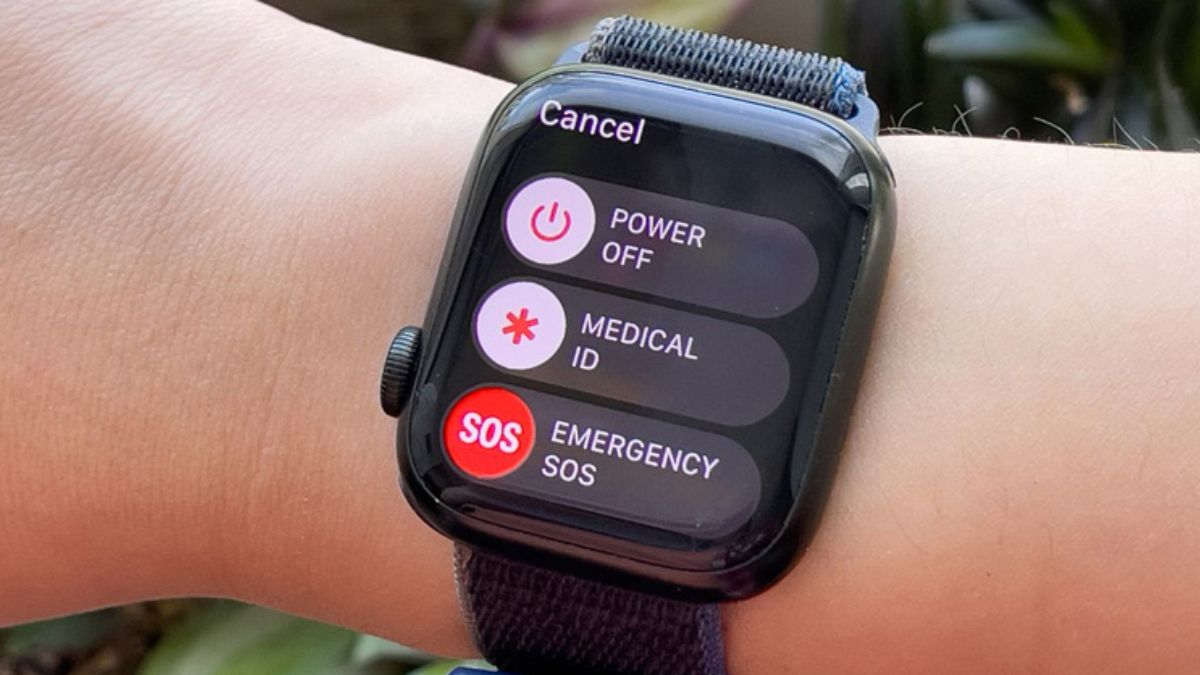 Cancel
POWER
OFF
MEDICAL
ID
SOS
EMERGENCY
SOS